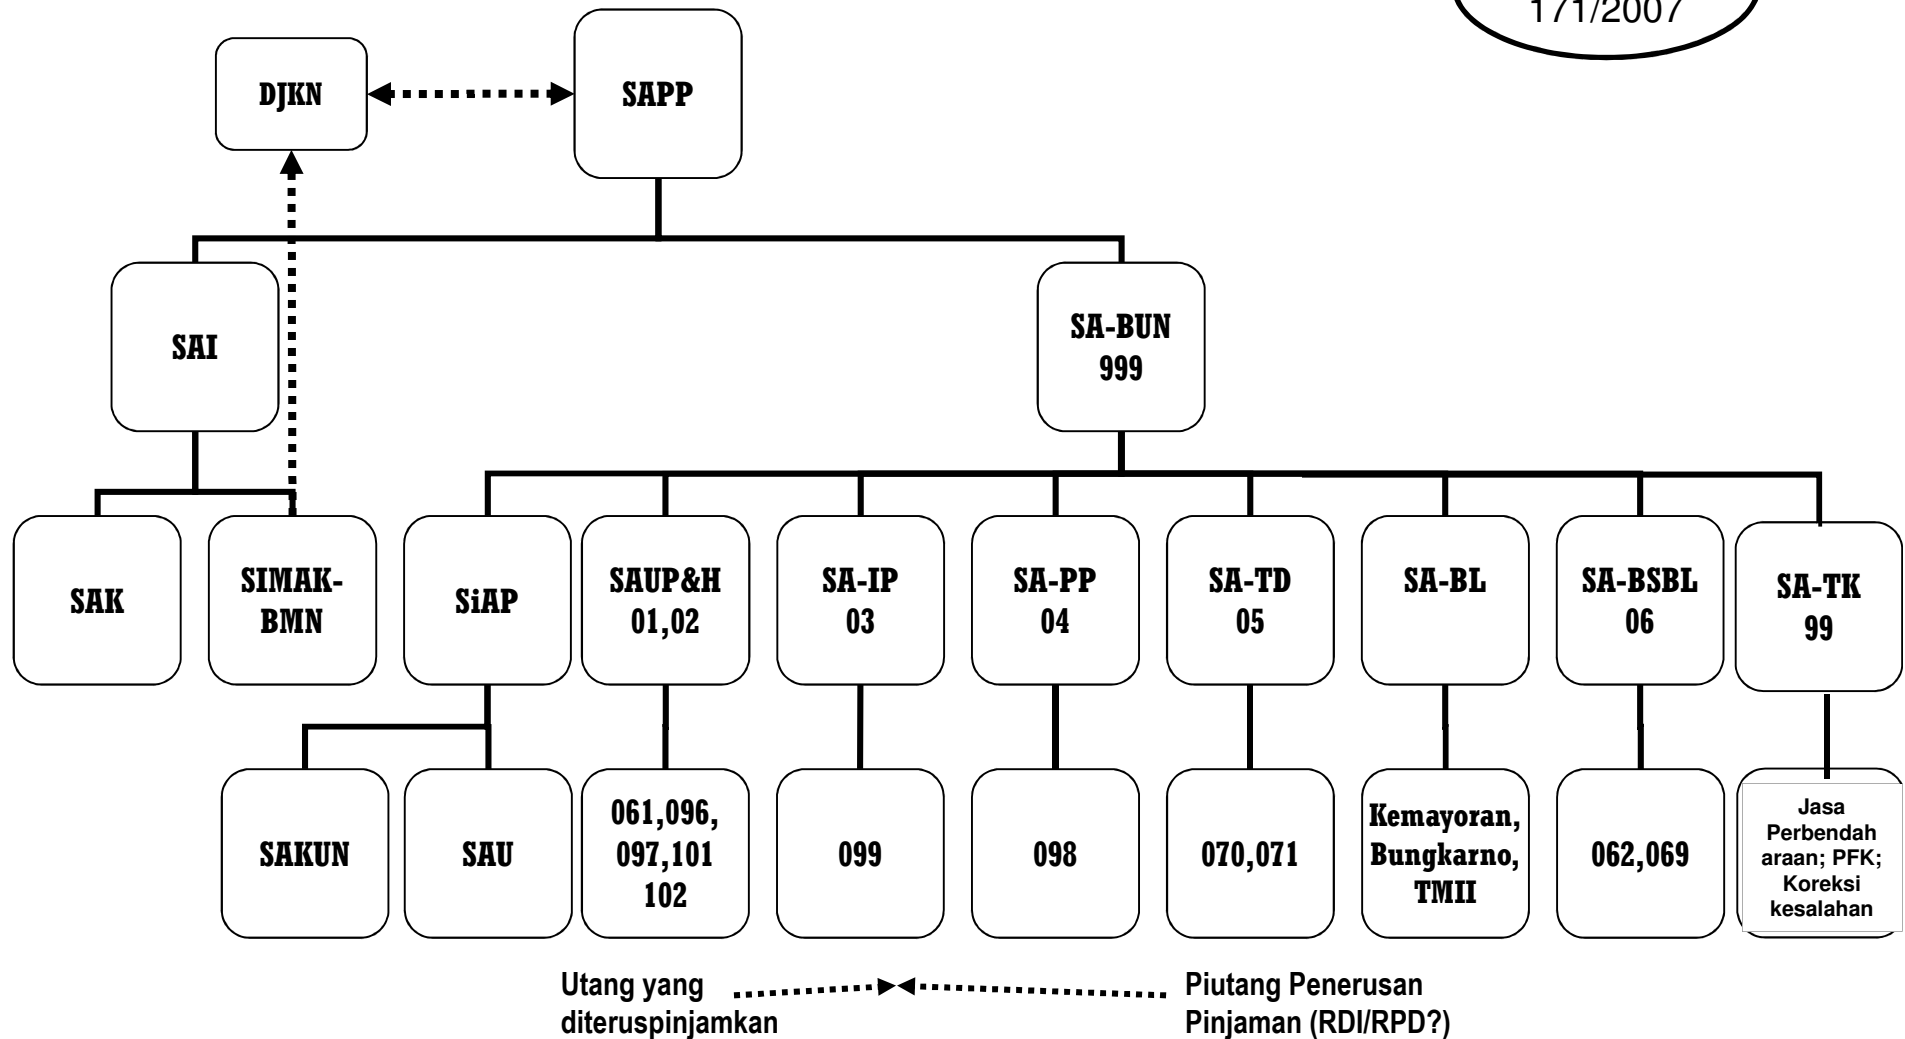 171/2007
DJKN
SAPP
SAI
SA-BUN
999
SAK
SIMAK-
BMN
SiAP
SAUP&H
01,02
SA-IP
03
SA-PP
04
SA-TD
05
SA-BL
SA-BSBL
06
SA-TK
99
SAKUN
SAU
061,096,
097,101
102
099
098
070,071
Kemayoran,
Bungkarno,
TMII
062,069
Jasa
Perbendah
araan; PFK;
Koreksi
kesalahan
Utang yang
diteruspinjamkan
Piutang Penerusan
Pinjaman (RDI/RPD?)